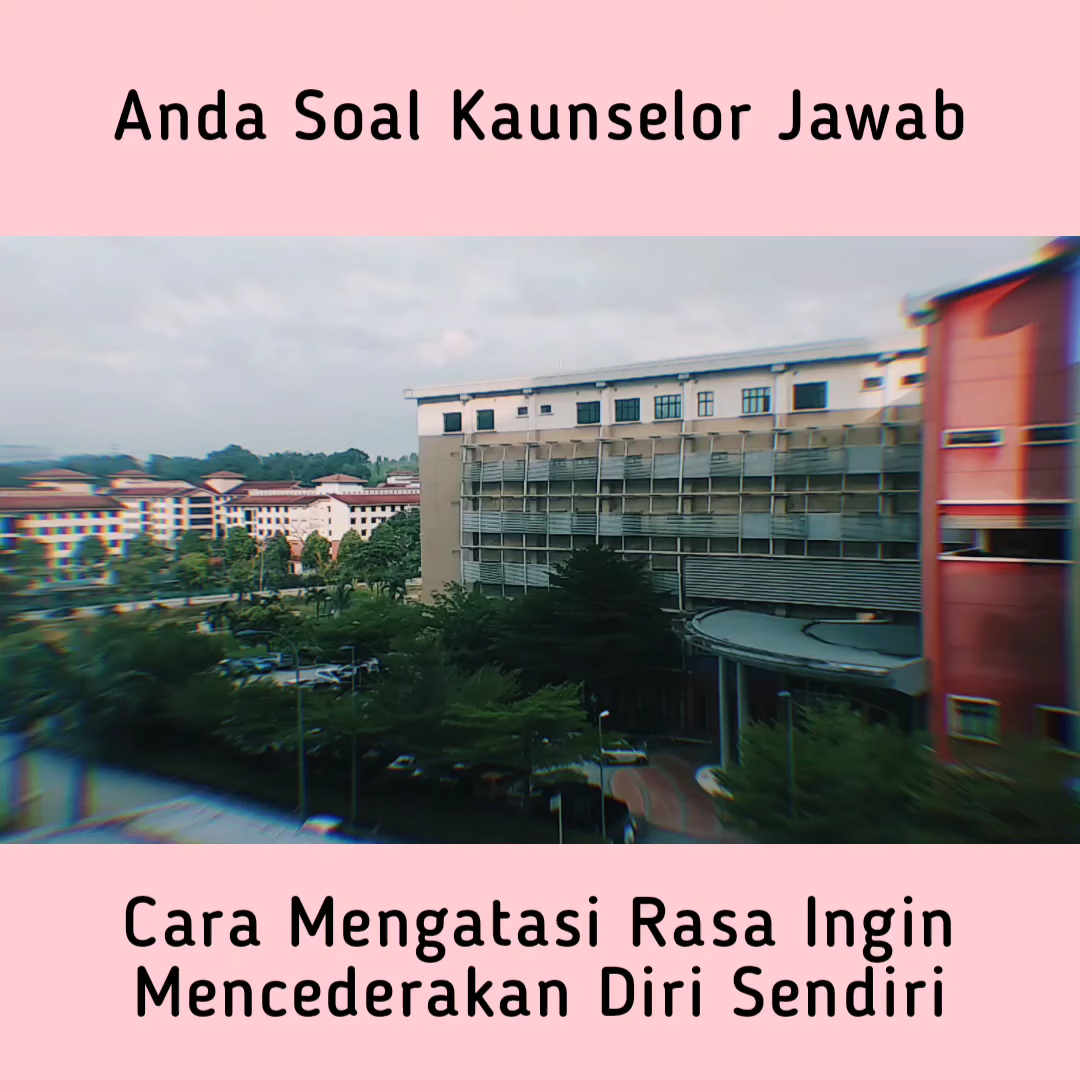 Anda Soal Kaunselor Jawab
Cara Mengatasi Rasa Ingin
Mencederakan Diri Sendiri